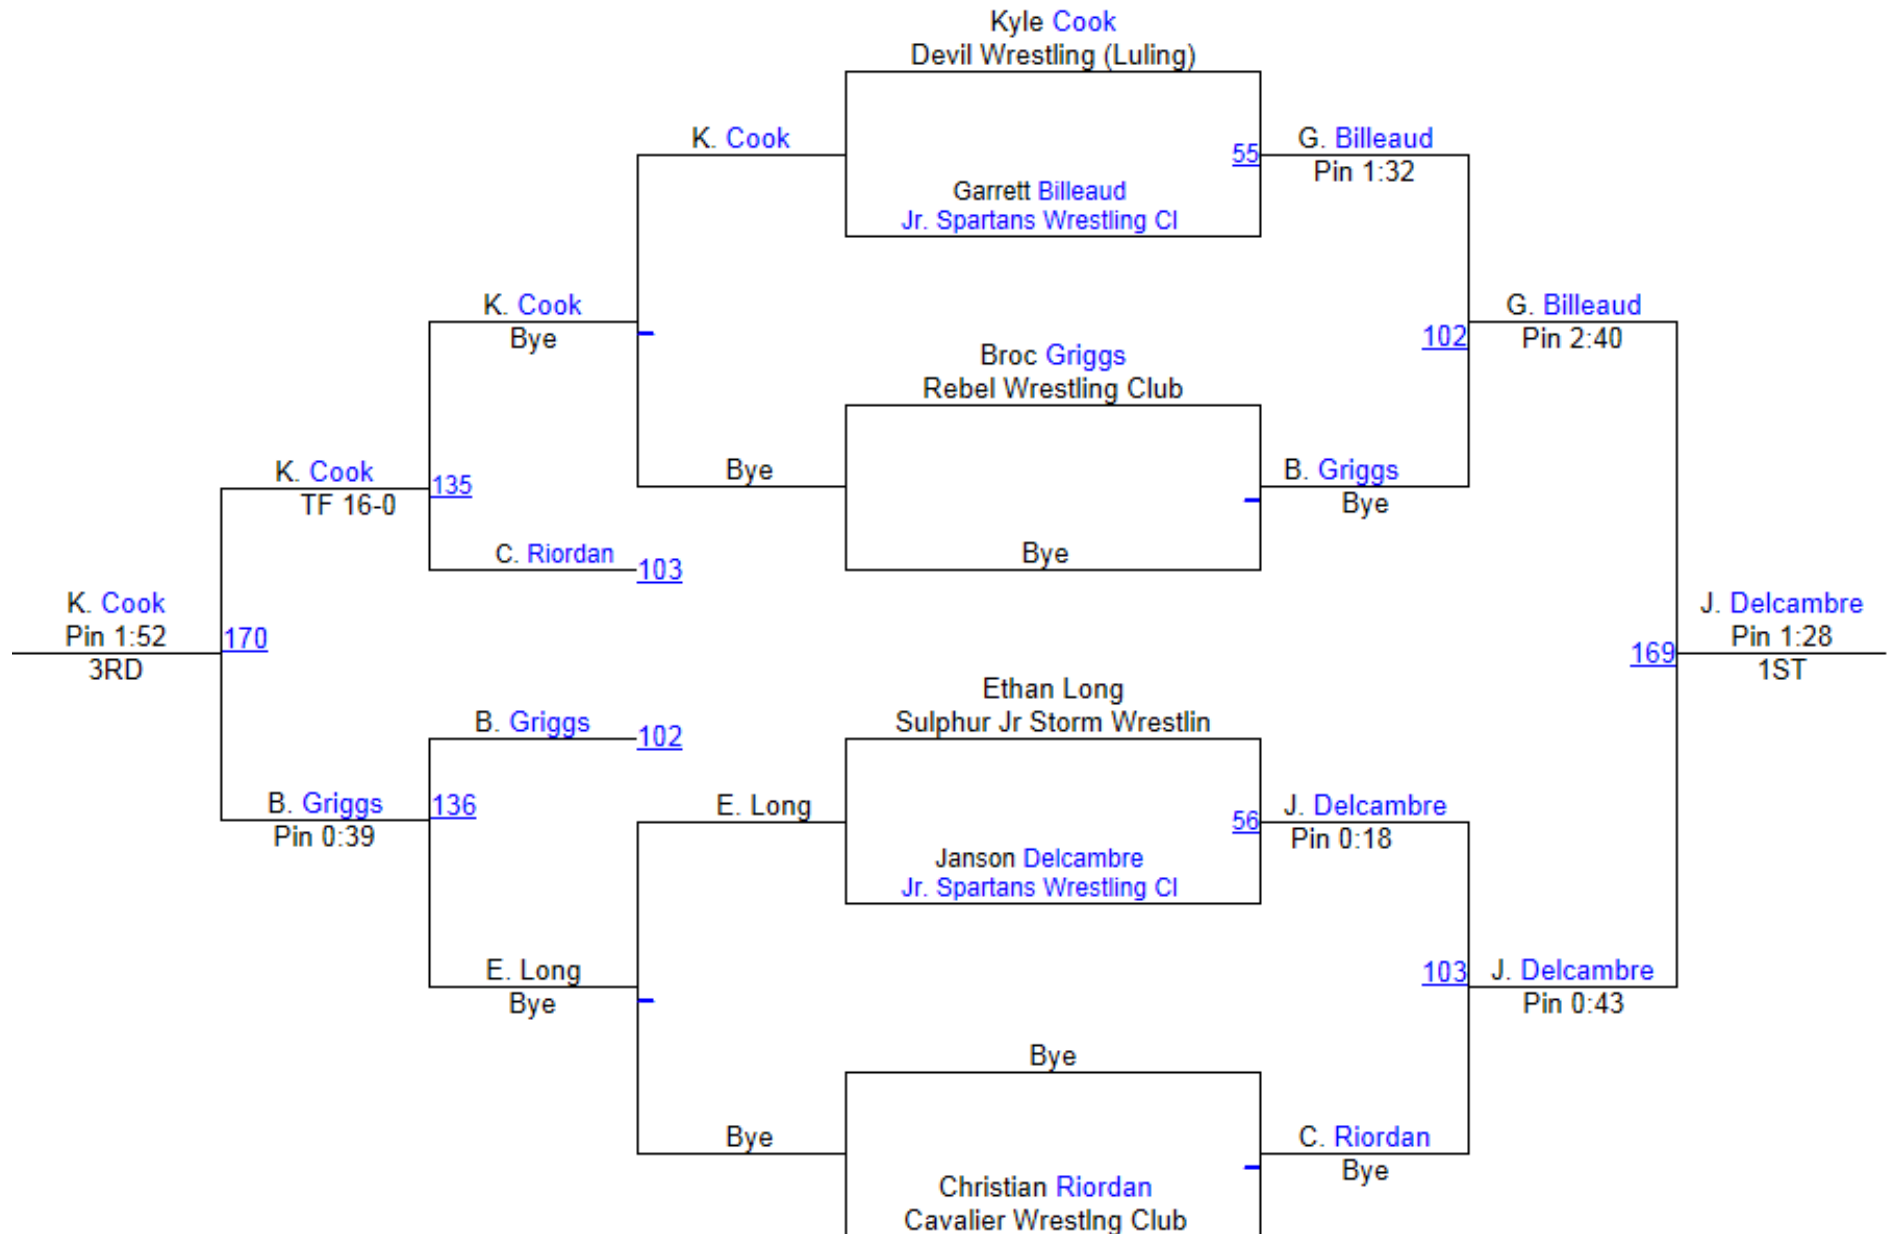 Kyle Cook
Devil Wrestling (Luling)
K. Cook
55
G. Billeaud
Pin 1:32
Garrett Billeaud
Jr. Spartans Wrestling Cl
K. Cook
Bye
G. Billeaud
Pin 2:40
102
Broc Griggs
Rebel Wrestling Club
K. Cook
TF 16-0
135
Bye
B. Griggs
Bye
C. Riordan
103
Bye
K. Cook
Pin 1:52
3RD
170
J. Delcambre
Pin 1:28
1ST
169
Ethan Long
Sulphur Jr Storm Wrestlin
B. Griggs
102
B. Griggs
Pin 0:39
136
E. Long
56
J. Delcambre
Pin 0:18
Janson Delcambre
Jr. Spartans Wrestling Cl
E. Long
Bye
103
J. Delcambre
Pin 0:43
Bye
Bye
C. Riordan
Bye
Christian Riordan
Cavalier Wrestlng Club